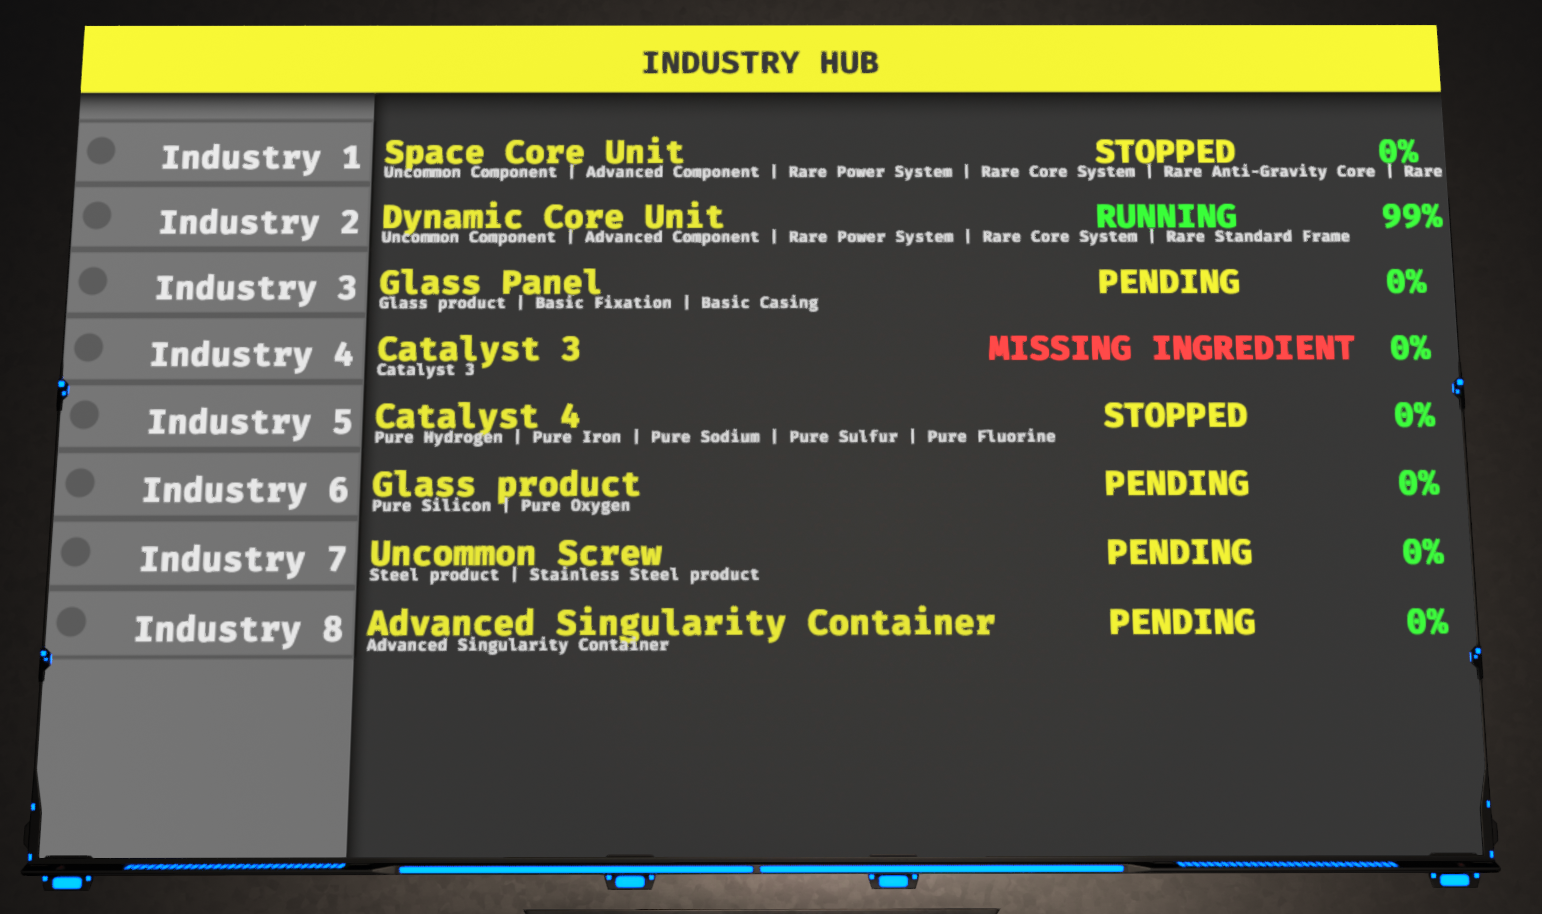 INDUSTRY HUB
Industry 1 Space Core Unit STOPPED 0%
Uncommon Component | Advanced Component | Rare Power System | Rare Core System | Rare Anti-Gravity Core | Rare
Industry 2 Dynamic Core Unit RUNNING 99%
Uncommon Component | Advanced Component | Rare Power System | Rare Core System | Rare Standard Frame
Industry 3 Glass Panel PENDING 0%
Glass product | Basic Fixation | Basic Casing
Industry 4 Catalyst 3 MISSING INGREDIENT 0%
Catalyst 3
Industry 5 Catalyst 4 STOPPED 0%
Pure Hydrogen | Pure Iron | Pure Sodium | Pure Sulfur | Pure Fluorine
Industry 6 Glass product PENDING 0%
Pure Silicon | Pure Oxygen
Industry 7 Uncommon Screw PENDING 0%
Steel product | Stainless Steel product
Industry 8 Advanced Singularity Container PENDING 0%
Advanced Singularity Container